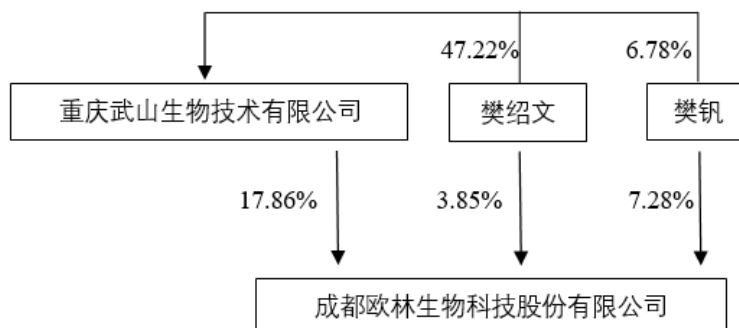 47.22% 6.78%
重庆武山生物技术有限公司 樊绍文 樊钒
17.86% 3.85% 7.28%
成都欧林生物科技股份有限公司